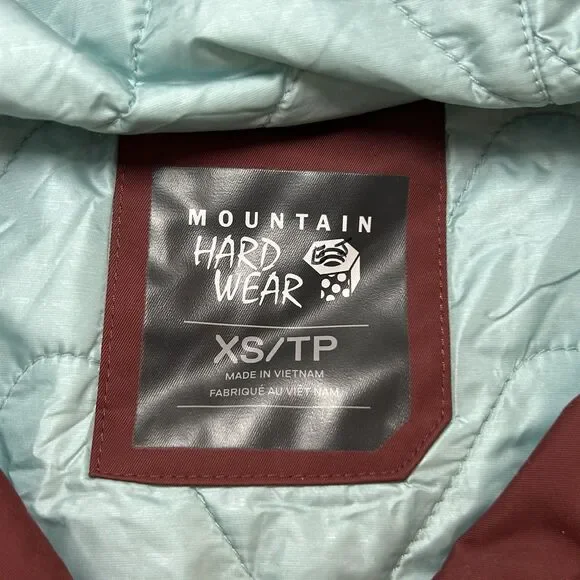 MOUNTAIN
HARD
WEAR
XS/TP
MADE IN VIETNAM
FABRIQUÉ AU VIÊT NAM